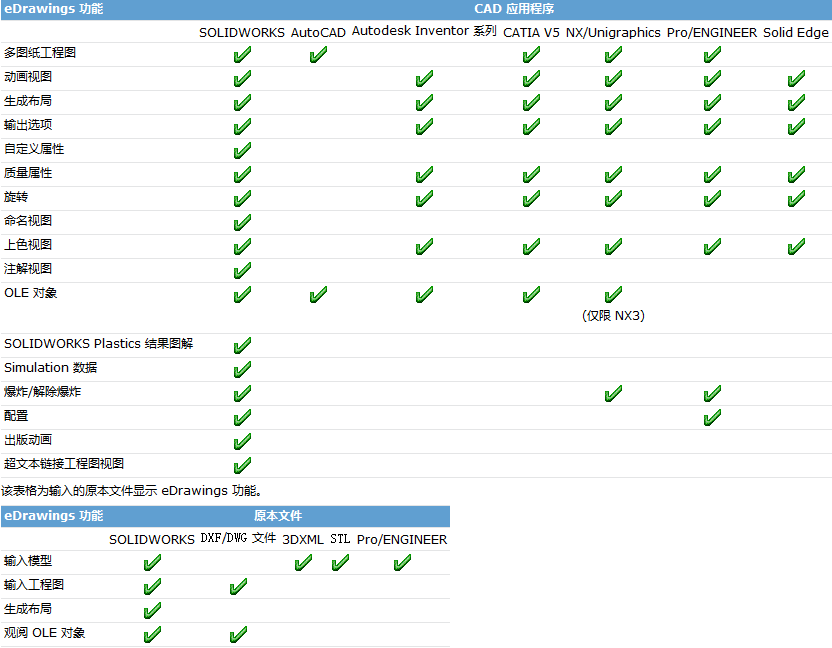 eDrawings 功能 CAD 应用程序
SOLIDWORKS AutoCAD Autodesk Inventor 系列 CATIA V5 NX/Unigraphics Pro/ENGINEER Solid Edge
多图纸工程图
动画视图
生成布局
输出选项
自定义属性
质量属性
旋转
命名视图
上色视图
注解视图
OLE 对象
(仅限 NX3)
SOLIDWORKS Plastics 结果图解
Simulation 数据
爆炸/解除爆炸
配置
出版动画
超文本链接工程图视图
该表格为输入的原本文件显示 eDrawings 功能。
eDrawings 功能 原本文件
SOLIDWORKS DXF/DWG 文件 3DXML STL Pro/ENGINEER
输入模型
输入工程图
生成布局
观阅 OLE 对象